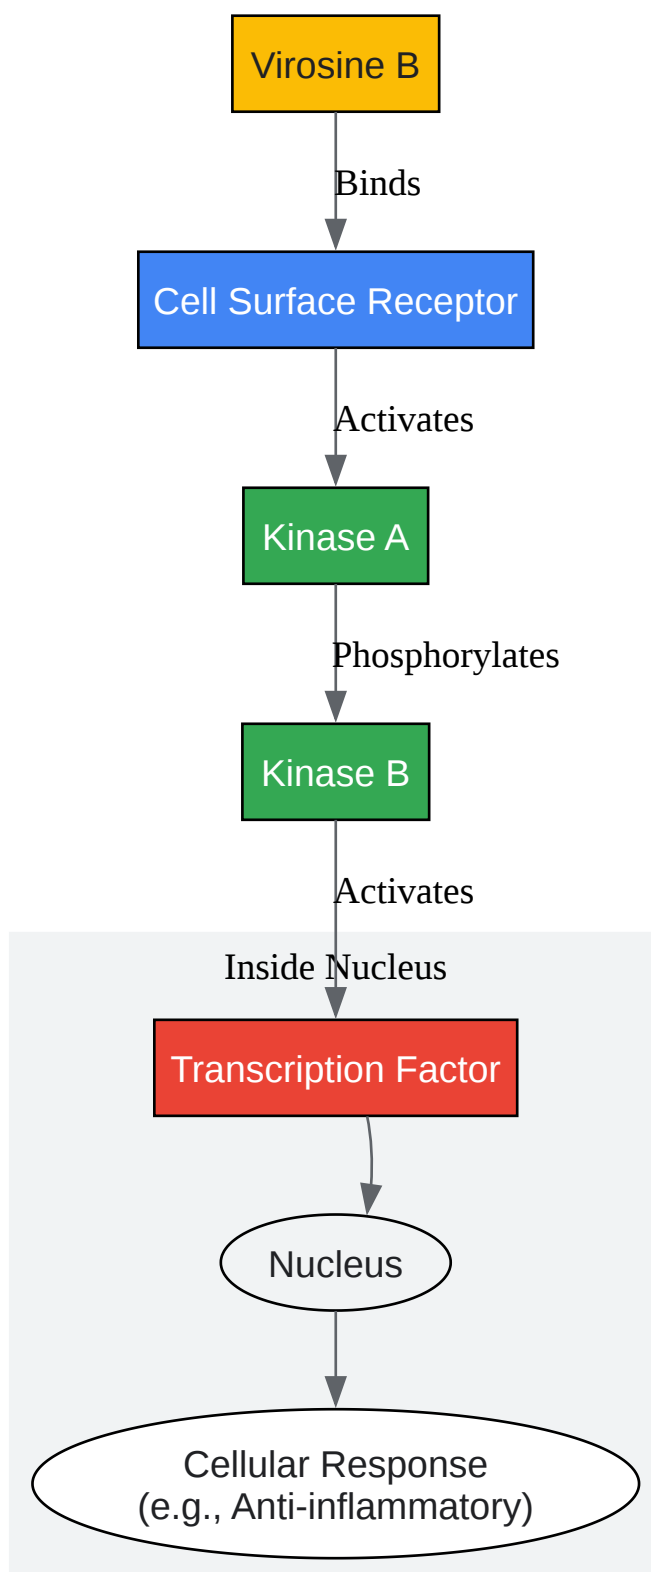 Virosine B
Binds
Cell Surface Receptor
Activates
Kinase A
Phosphorylates
Kinase B
Activates
Inside Nucleus
Transcription Factor
Nucleus
Cellular Response
(e.g., Anti-inflammatory)